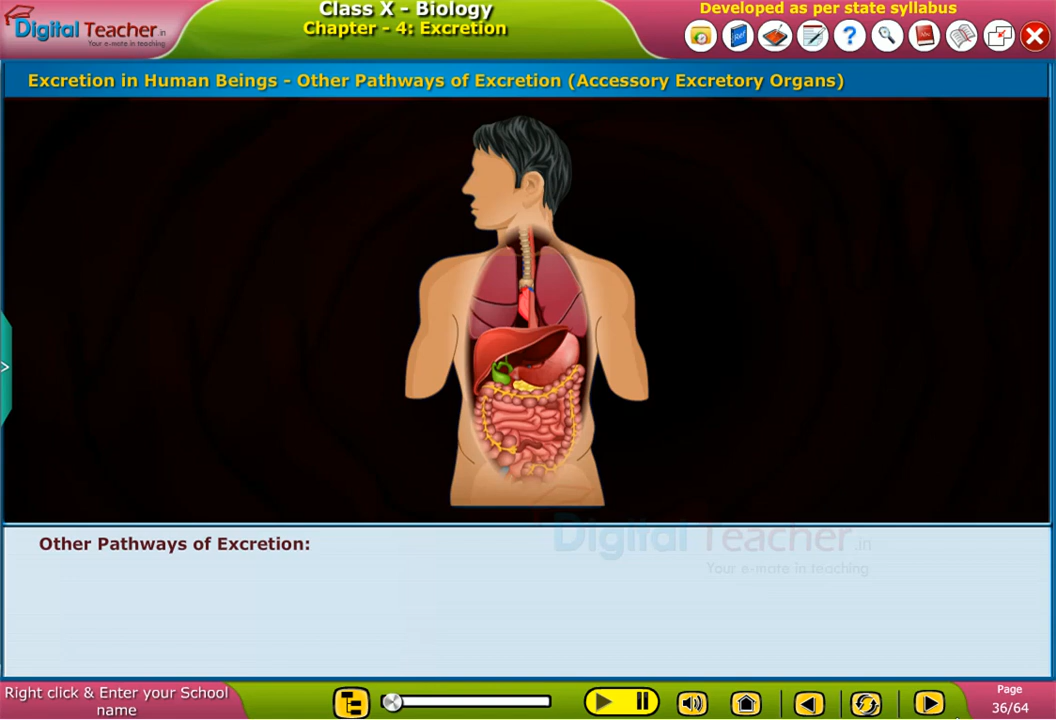 Digital Teacher.in
Your e-mate in teaching
Class X - Biology
Chapter - 4: Excretion
Developed as per state syllabus
Ref
?
Excretion in Human Beings - Other Pathways of Excretion (Accessory Excretory Organs)
>
Other Pathways of Excretion:
Digital Teacher.in
Your e-mate in teaching
Right click & Enter your School
name
Page
36/64